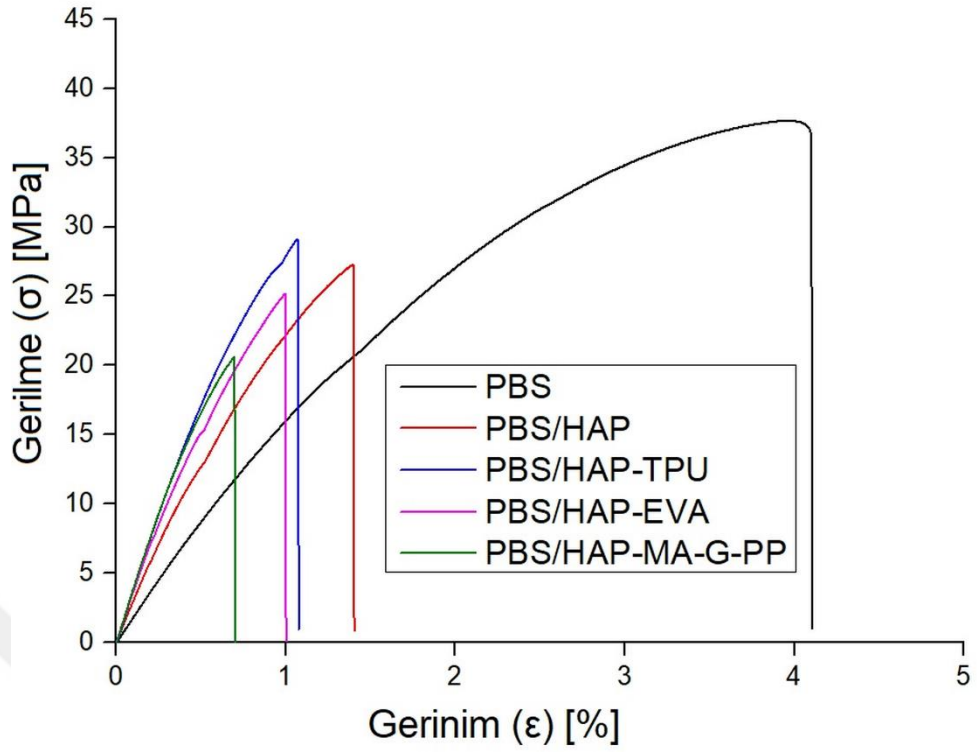 45
40
35
30
25
20
15
10
5
0
Gerilme (σ) [MPa]
PBS
PBS/HAP
PBS/HAP-TPU
PBS/HAP-EVA
PBS/HAP-MA-G-PP
0 1 2 3 4 5
Gerinim (ε) [%]